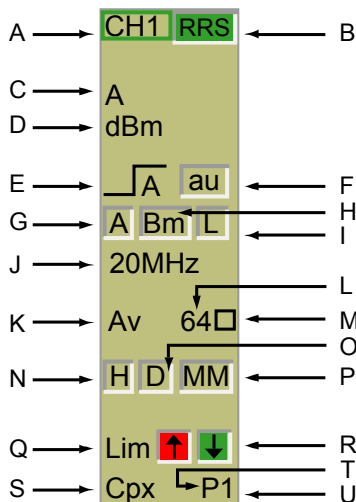 A CH1 RRS B
C A
D dBm
E A au F
G A Bm L H
I
J 20MHz
L
K Av 64 M
O
N H D MM P
Q Lim R
T
S Cpx P1 U